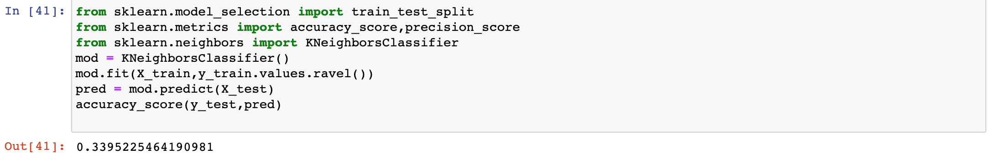 In [41]: from sklearn.model_selection import train_test_split
from sklearn.metrics import accuracy_score,precision_score
from sklearn.neighbors import KNeighborsClassifier
mod = KNeighborsClassifier()
mod.fit(X_train,y_train.values.ravel())
pred = mod.predict(X_test)
accuracy_score(y_test,pred)
Out[41]: 0.3395225464190981